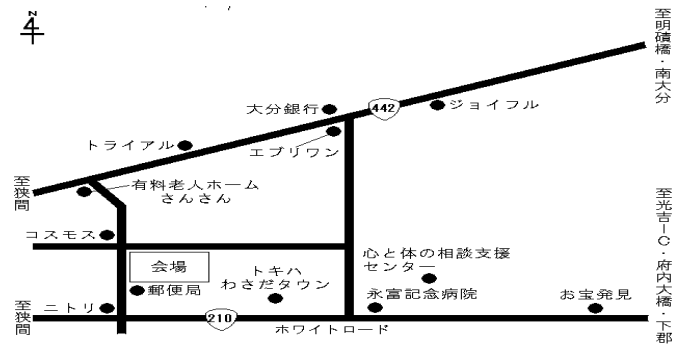 N
至明磧橋・南大分
大分銀行
442
ジョイフル
トライアル
エブリワン
至狭間
有料老人ホーム
さんさん
至光吉IC・府内大橋・下郡
コスモス
会場
心と体の相談支援
センター
トキハ
わさだタウン
郵便局
永冨記念病院
お宝発見
至狭間
ニトリ
210
ホワイトロード